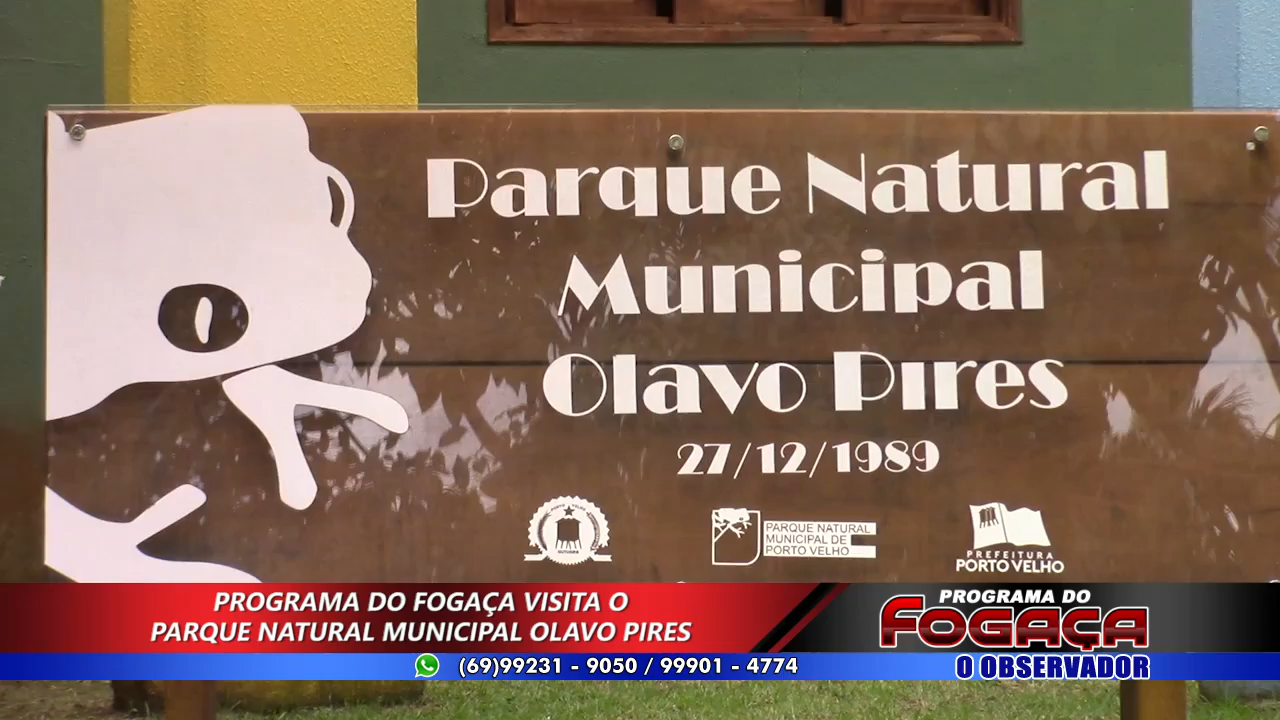 Parque Natural
Municipal
Olavo Pires
27/12/1989
PARQUE NATURAL
MUNICIPAL DE
PORTO VELHO
PREFEITURA
PORTO VELHO
PROGRAMA DO FOGAÇA VISITA O
PARQUE NATURAL MUNICIPAL OLAVO PIRES
(69)99231 - 9050 / 99901 - 4774
PROGRAMA DO
FOGAÇA
O OBSERVADOR